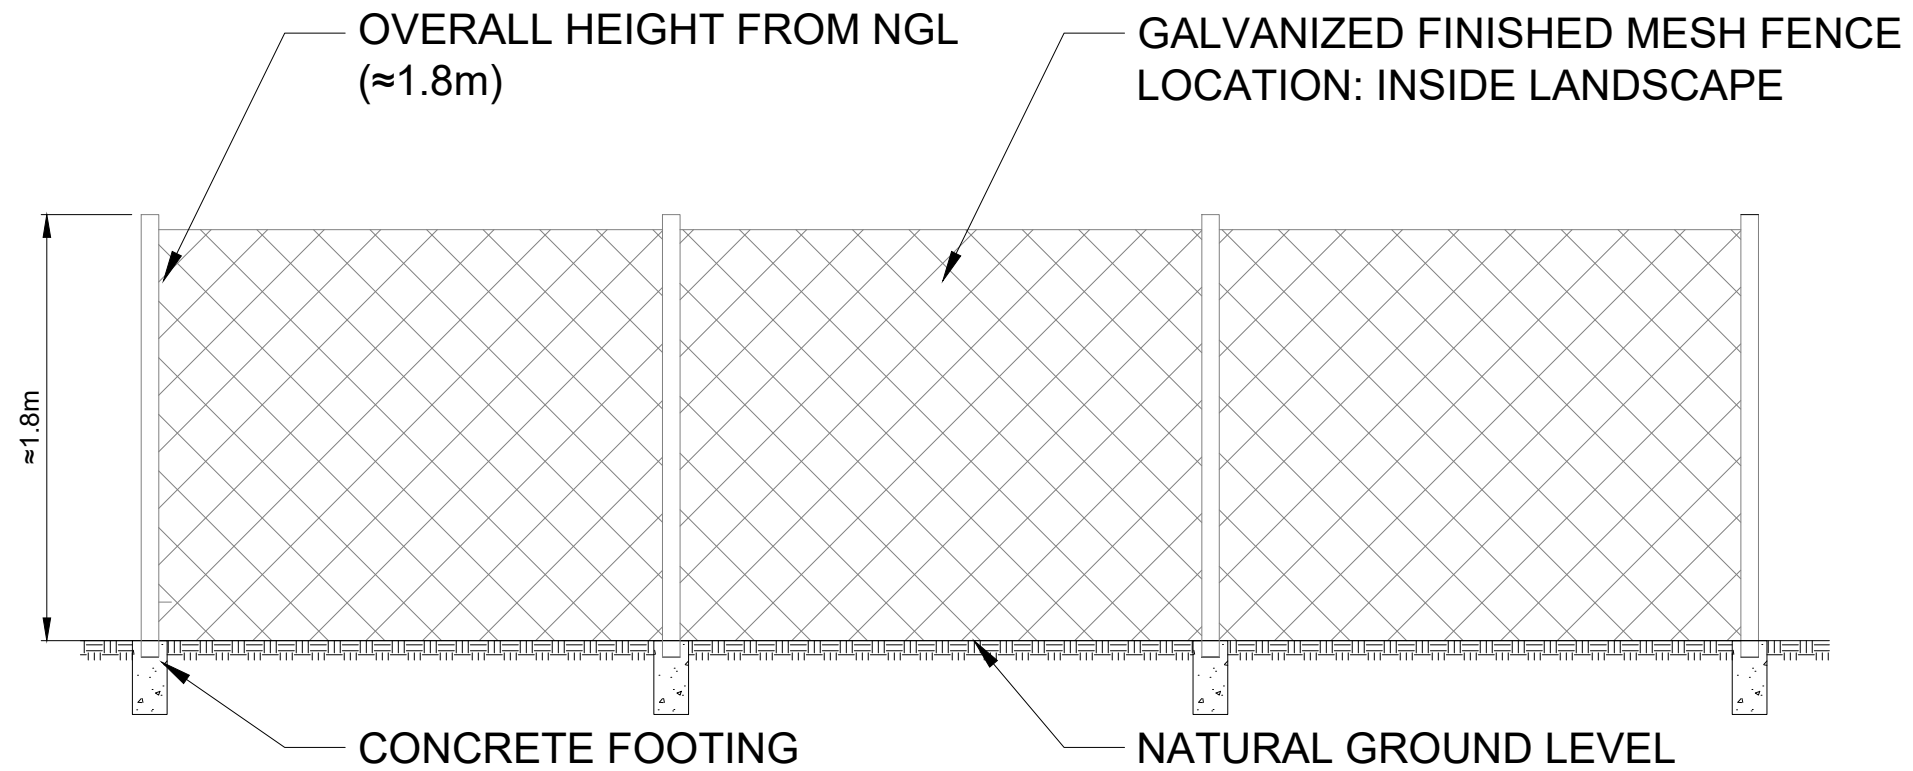 OVERALL HEIGHT FROM NGL
(≈1.8m)
GALVANIZED FINISHED MESH FENCE
LOCATION: INSIDE LANDSCAPE
≈1.8m
CONCRETE FOOTING
NATURAL GROUND LEVEL